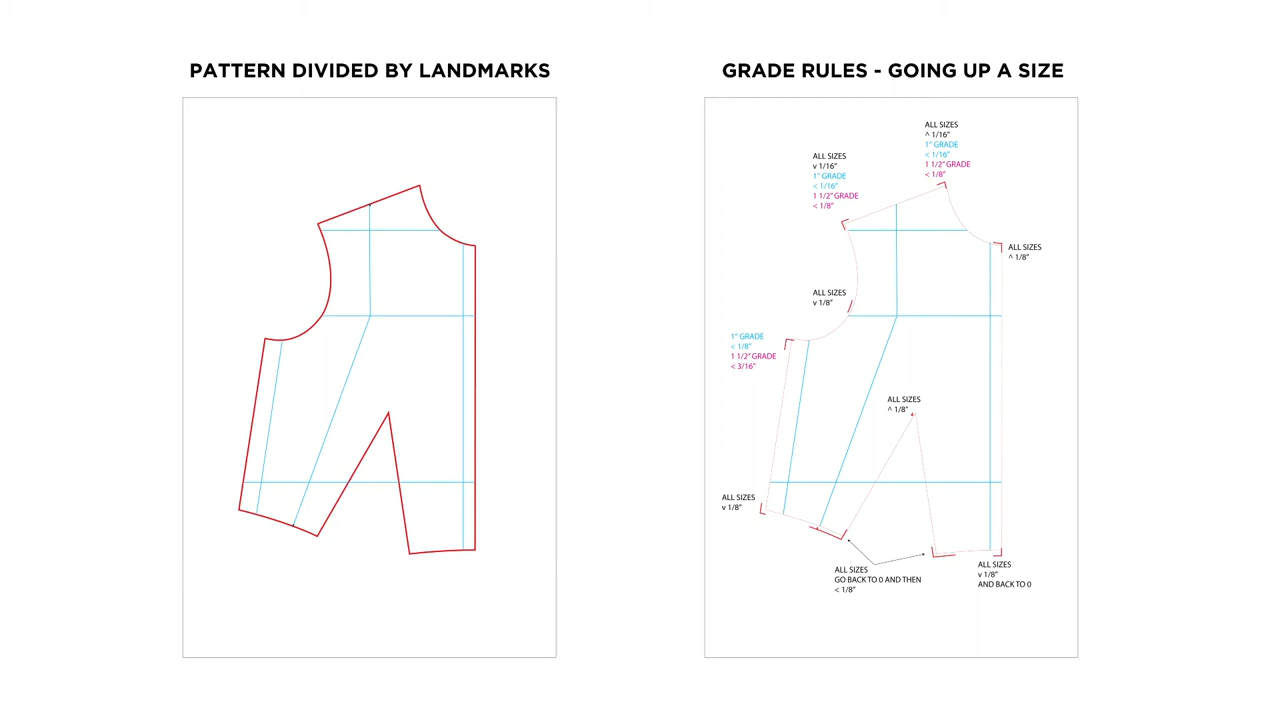 PATTERN DIVIDED BY LANDMARKS
GRADE RULES - GOING UP A SIZE
ALL SIZES
^ 1/16"
1" GRADE
< 1/16"
1 1/2" GRADE
< 1/8"
ALL SIZES
v 1/16"
1" GRADE
< 1/16"
1 1/2" GRADE
< 1/8"
ALL SIZES
^ 1/8"
ALL SIZES
v 1/8"
1" GRADE
< 1/8"
1 1/2" GRADE
< 3/16"
ALL SIZES
^ 1/8"
ALL SIZES
v 1/8"
ALL SIZES
GO BACK TO 0 AND THEN
< 1/8"
ALL SIZES
v 1/8"
AND BACK TO 0